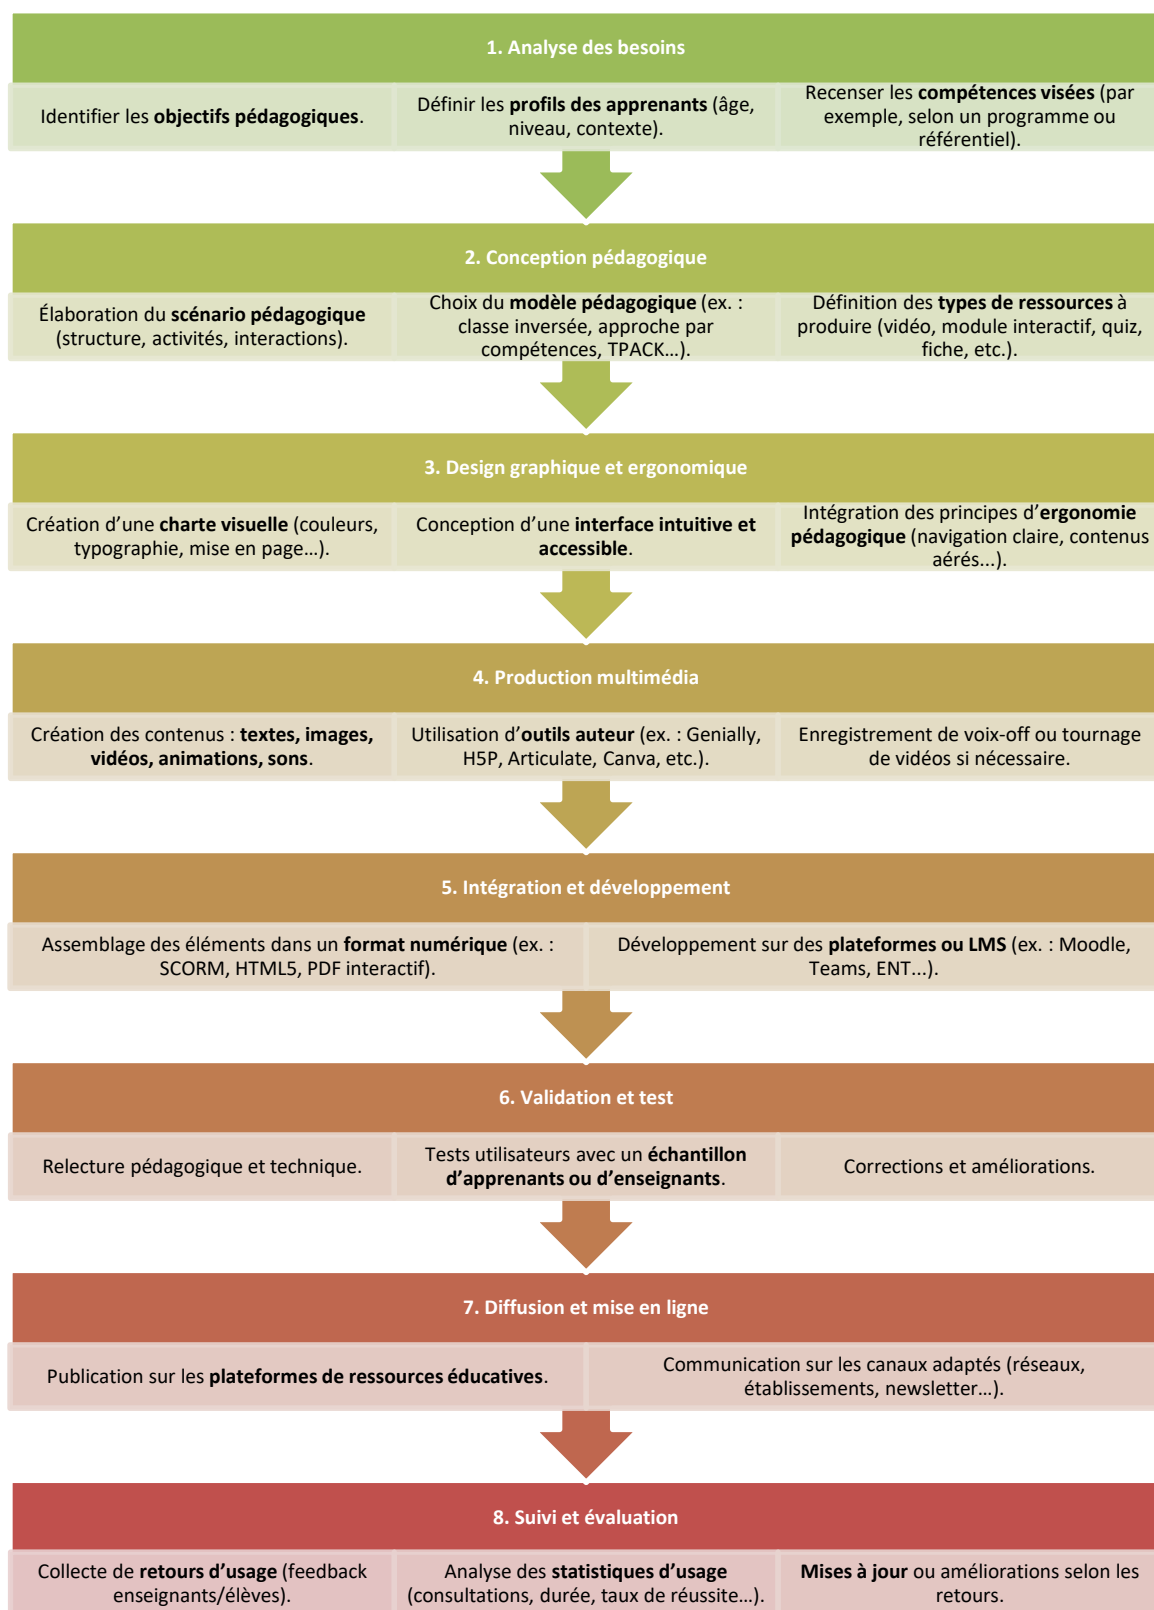 1. Analyse des besoins
Identifier les objectifs pédagogiques.
Définir les profils des apprenants (âge,
niveau, contexte).
Recenser les compétences visées (par
exemple, selon un programme ou
référentiel).
2. Conception pédagogique
Élaboration du scénario pédagogique
(structure, activités, interactions).
Choix du modèle pédagogique (ex. :
classe inversée, approche par
compétences, TPACK…).
Définition des types de ressources à
produire (vidéo, module interactif, quiz,
fiche, etc.).
3. Design graphique et ergonomique
Création d’une charte visuelle (couleurs,
typographie, mise en page…).
Conception d’une interface intuitive et
accessible.
Intégration des principes d’ergonomie
pédagogique (navigation claire, contenus
aérés...).
4. Production multimédia
Création des contenus : textes, images,
vidéos, animations, sons.
Utilisation d’outils auteur (ex. : Genially,
H5P, Articulate, Canva, etc.).
Enregistrement de voix-off ou tournage
de vidéos si nécessaire.
5. Intégration et développement
Assemblage des éléments dans un format numérique (ex. :
SCORM, HTML5, PDF interactif).
Développement sur des plateformes ou LMS (ex. : Moodle,
Teams, ENT...).
6. Validation et test
Relecture pédagogique et technique.
Tests utilisateurs avec un échantillon
d’apprenants ou d’enseignants.
Corrections et améliorations.
7. Diffusion et mise en ligne
Publication sur les plateformes de ressources éducatives.
Communication sur les canaux adaptés (réseaux,
établissements, newsletter…).
8. Suivi et évaluation
Collecte de retours d’usage (feedback
enseignants/élèves).
Analyse des statistiques d’usage
(consultations, durée, taux de réussite…).
Mises à jour ou améliorations selon les
retours.